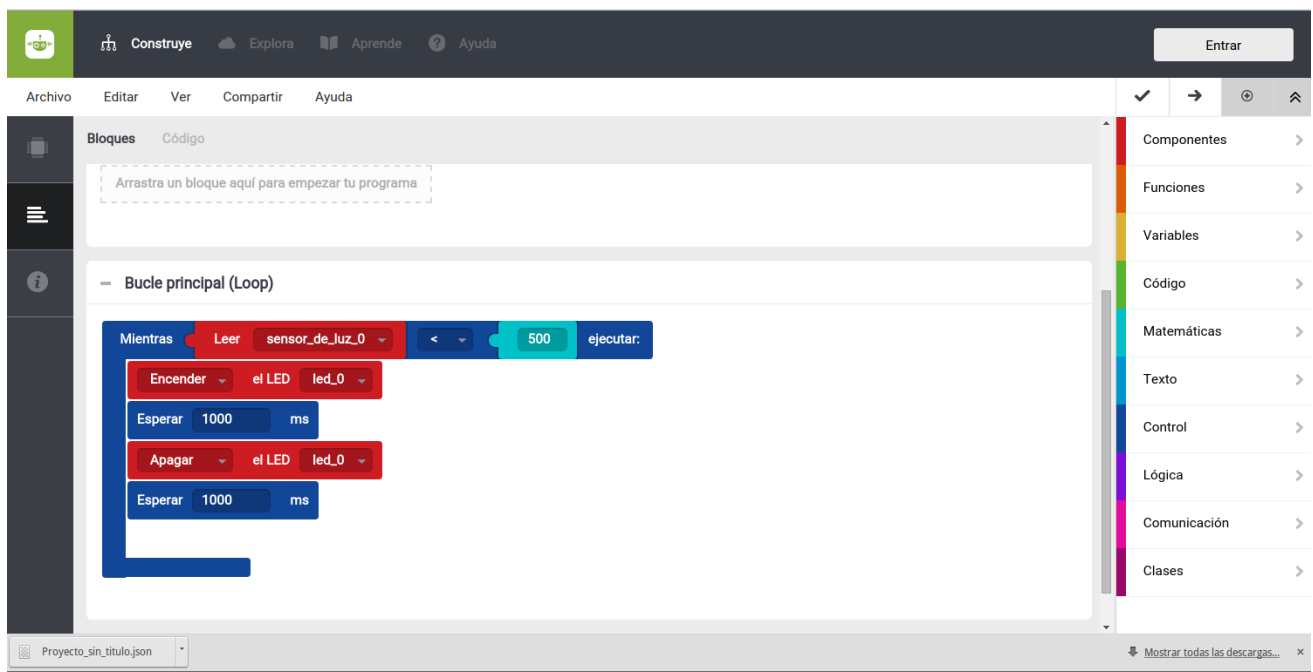 Construye Explora Aprende Ayuda Entrar
Archivo Editar Ver Compartir Ayuda
Bloques Código
Arrastra un bloque aquí para empezar tu programa
Bucle principal (Loop)
Mientras Leer sensor_de_luz_0 < 500 ejecutar:
Encender el LED led_0
Esperar 1000 ms
Apagar el LED led_0
Esperar 1000 ms
Componentes
Funciones
Variables
Código
Matemáticas
Texto
Control
Lógica
Comunicación
Clases
Proyecto_sin_titulo.json Mostrar todas las descargas...